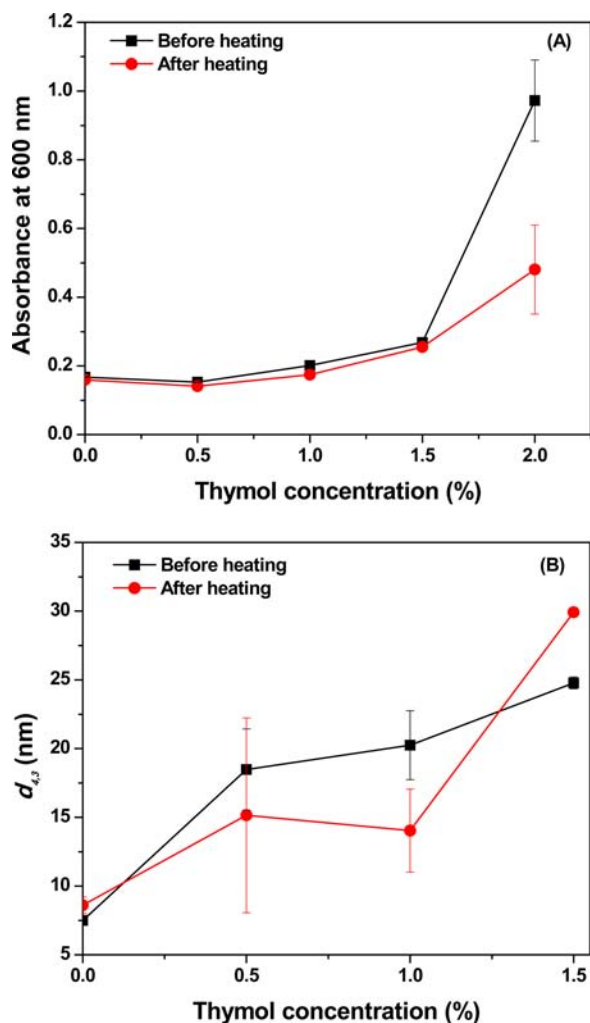 (A)
Before heating
After heating
Absorbance at 600 nm
1.2
1.0
0.8
0.6
0.4
0.2
0.0
0.0 0.5 1.0 1.5 2.0
Thymol concentration (%)
(B)
Before heating
After heating
d4,3 (nm)
35
30
25
20
15
10
5
0.0 0.5 1.0 1.5
Thymol concentration (%)